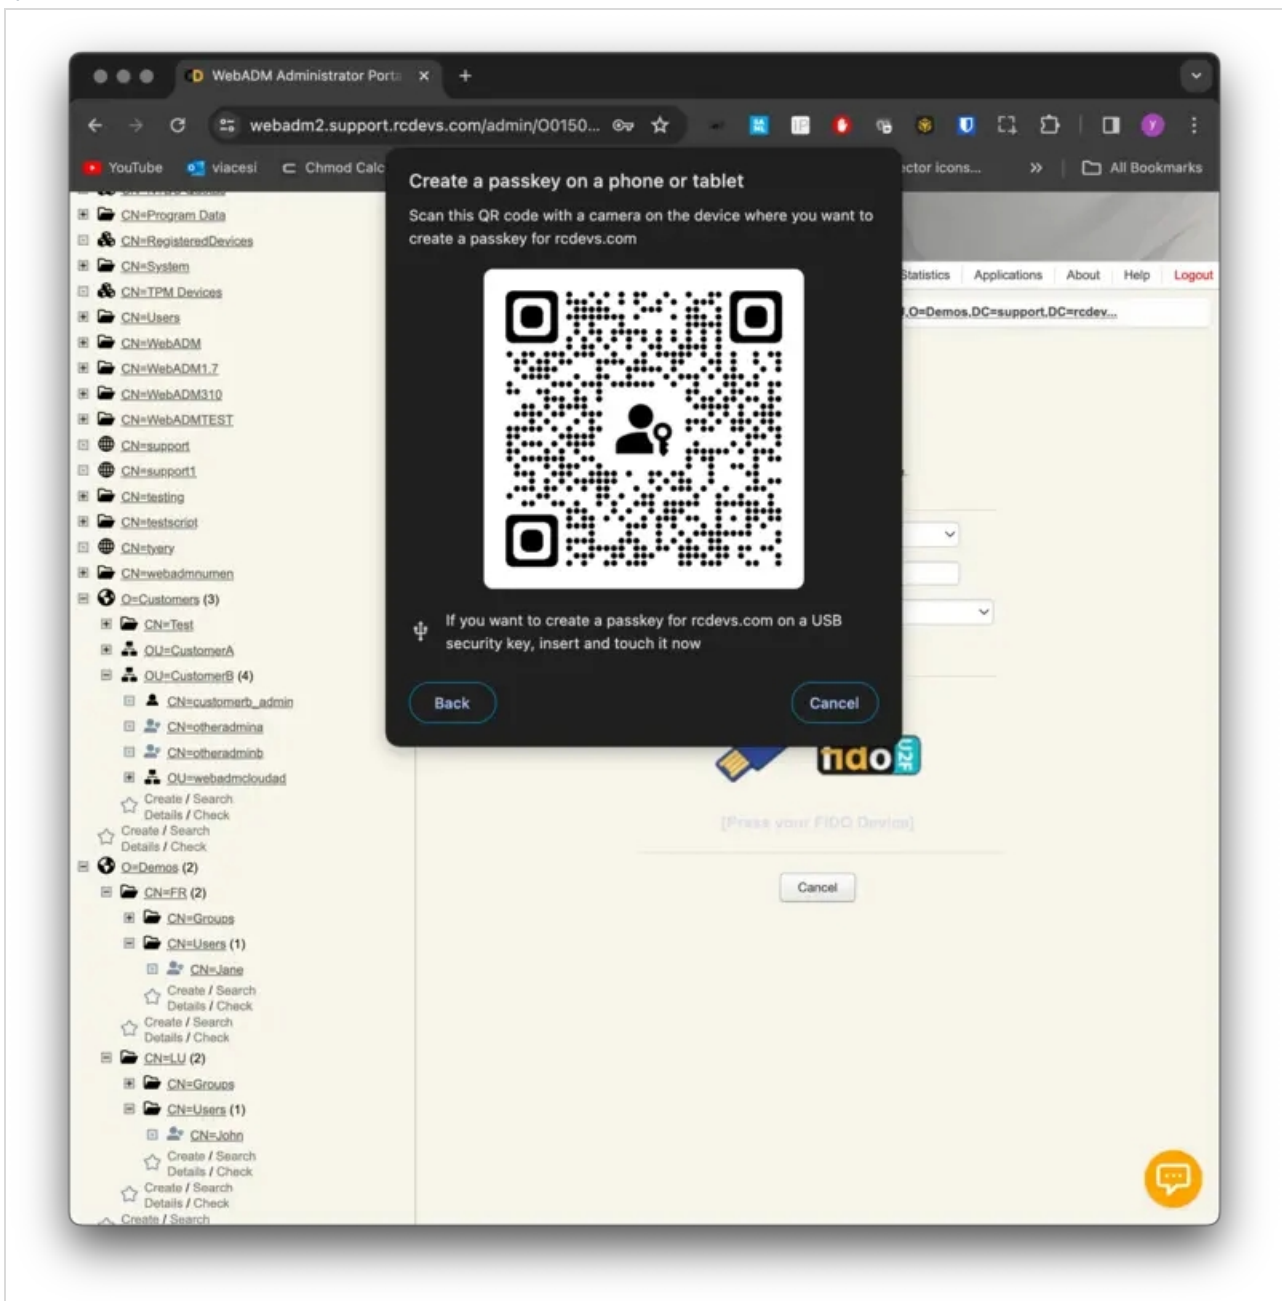 WebADM Administrator Porta
webadm2.support.rcdevs.com/admin/O0150...
YouTube
viacesi
Chmod Calc
ector icons...
All Bookmarks
Create a passkey on a phone or tablet
Scan this QR code with a camera on the device where you want to
create a passkey for rcdevs.com
If you want to create a passkey for rcdevs.com on a USB
security key, insert and touch it now
Back
Cancel
Statistics
Applications
About
Help
Logout
,O=Demos,DC=support,DC=rcdev...
CN=Program Data
CN=RegisteredDevices
CN=System
CN=TPM Devices
CN=Users
CN=WebADM
CN=WebADM1.7
CN=WebADM310
CN=WebADMTEST
CN=support
CN=support1
CN=testing
CN=testscript
CN=tyery
CN=webadmnumen
O=Customers (3)
CN=Test
OU=CustomerA
OU=CustomerB (4)
CN=customerb_admin
CN=otheradmina
CN=otheradminb
OU=webadmcloudad
Create / Search
Details / Check
Create / Search
Details / Check
O=Demos (2)
CN=FR (2)
CN=Groups
CN=Users (1)
CN=Jane
Create / Search
Details / Check
Create / Search
Details / Check
CN=LU (2)
CN=Groups
CN=Users (1)
CN=John
Create / Search
Details / Check
Create / Search
Details / Check
Create / Search
fido U2F
[Press your FIDO Device]
Cancel